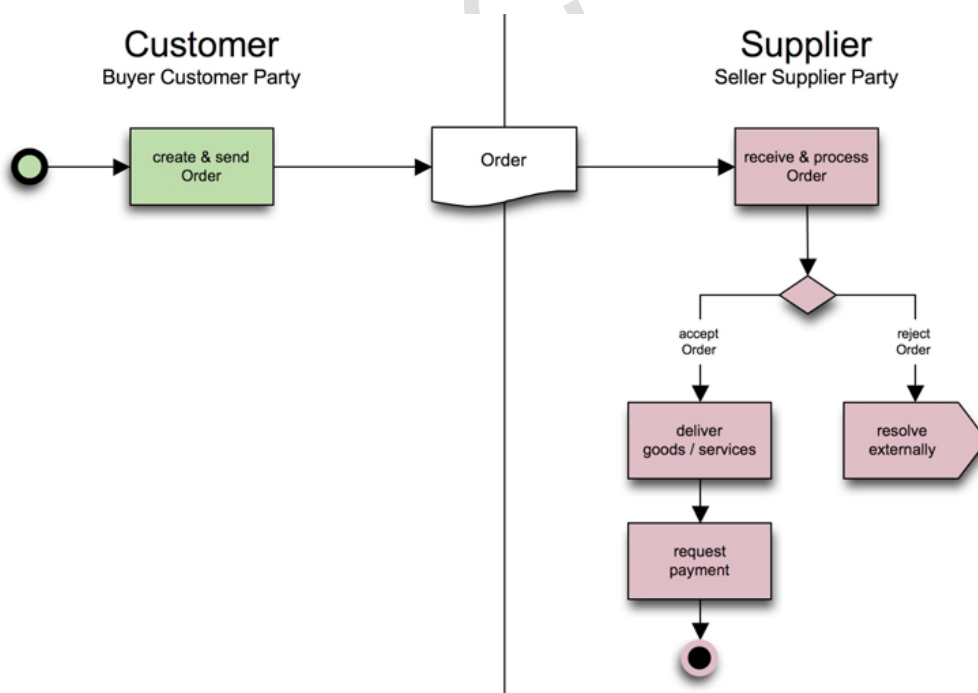 Customer
Buyer Customer Party
Supplier
Seller Supplier Party
create & send
Order
Order
receive & process
Order
accept
Order
reject
Order
deliver
goods / services
resolve
externally
request
payment